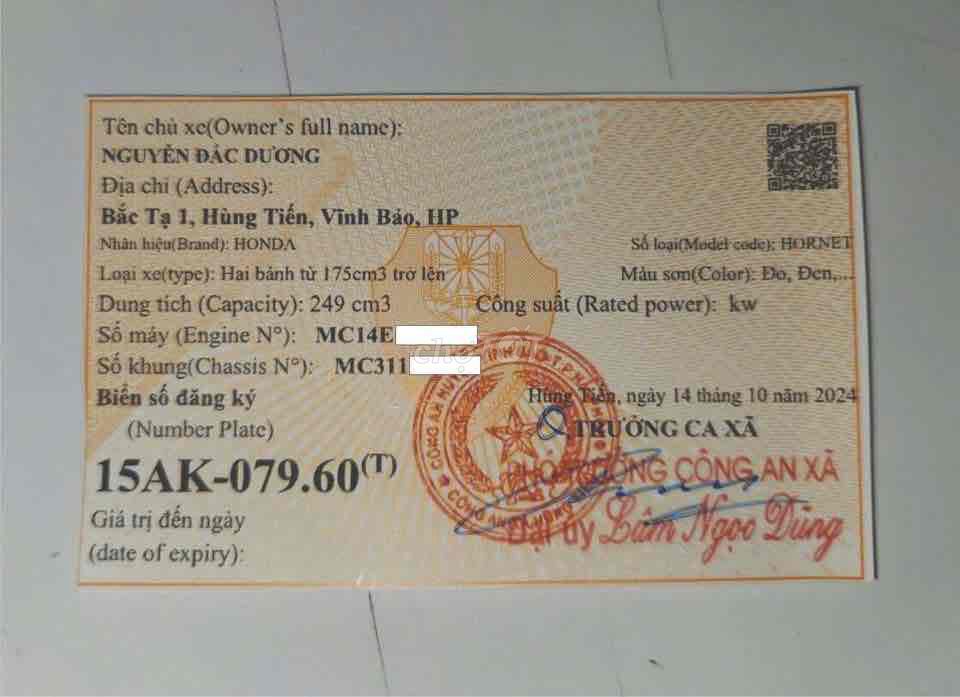 Tên chủ xe(Owner's full name):
NGUYỄN ĐẮC DƯƠNG
Địa chỉ (Address):
Bắc Tạ 1, Hùng Tiến, Vĩnh Bảo, HP
Nhãn hiệu(Brand): HONDA
Số loại(Model code): HORNET
Loại xe(type): Hai bánh từ 175cm3 trở lên
Màu sơn(Color): Đỏ, Đen,...
Dung tích (Capacity): 249 cm3
Công suất (Rated power): kw
Số máy (Engine N°): MC14E
Số khung(Chassis N°): MC311
chợ TỐT
Biển số đăng ký
Hùng Tiến, ngày 14 tháng 10 năm 2024
(Number Plate)
TRƯỞNG CA XÃ
15AK-079.60(T)
PHÓ TRƯỞNG CÔNG AN XÃ
Giá trị đến ngày
Đại úy Lâm Ngọc Dũng
(date of expiry):